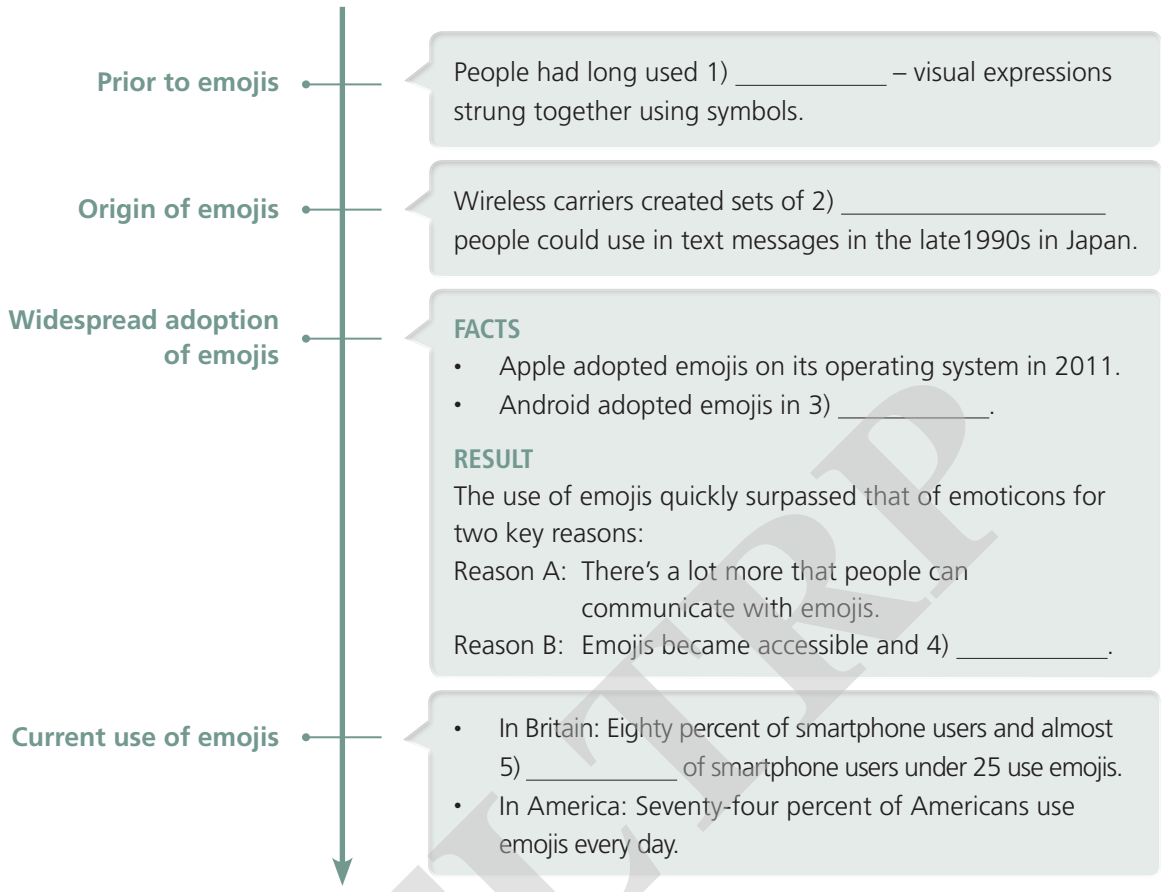 Prior to emojis
People had long used 1) ____________ – visual expressions
strung together using symbols.
Origin of emojis
Wireless carriers created sets of 2) _____________________
people could use in text messages in the late1990s in Japan.
Widespread adoption
of emojis
FACTS
• Apple adopted emojis on its operating system in 2011.
• Android adopted emojis in 3) ____________.
RESULT
The use of emojis quickly surpassed that of emoticons for
two key reasons:
Reason A: There’s a lot more that people can
communicate with emojis.
Reason B: Emojis became accessible and 4) ____________.
Current use of emojis
• In Britain: Eighty percent of smartphone users and almost
5) ____________ of smartphone users under 25 use emojis.
• In America: Seventy-four percent of Americans use
emojis every day.
LTRP